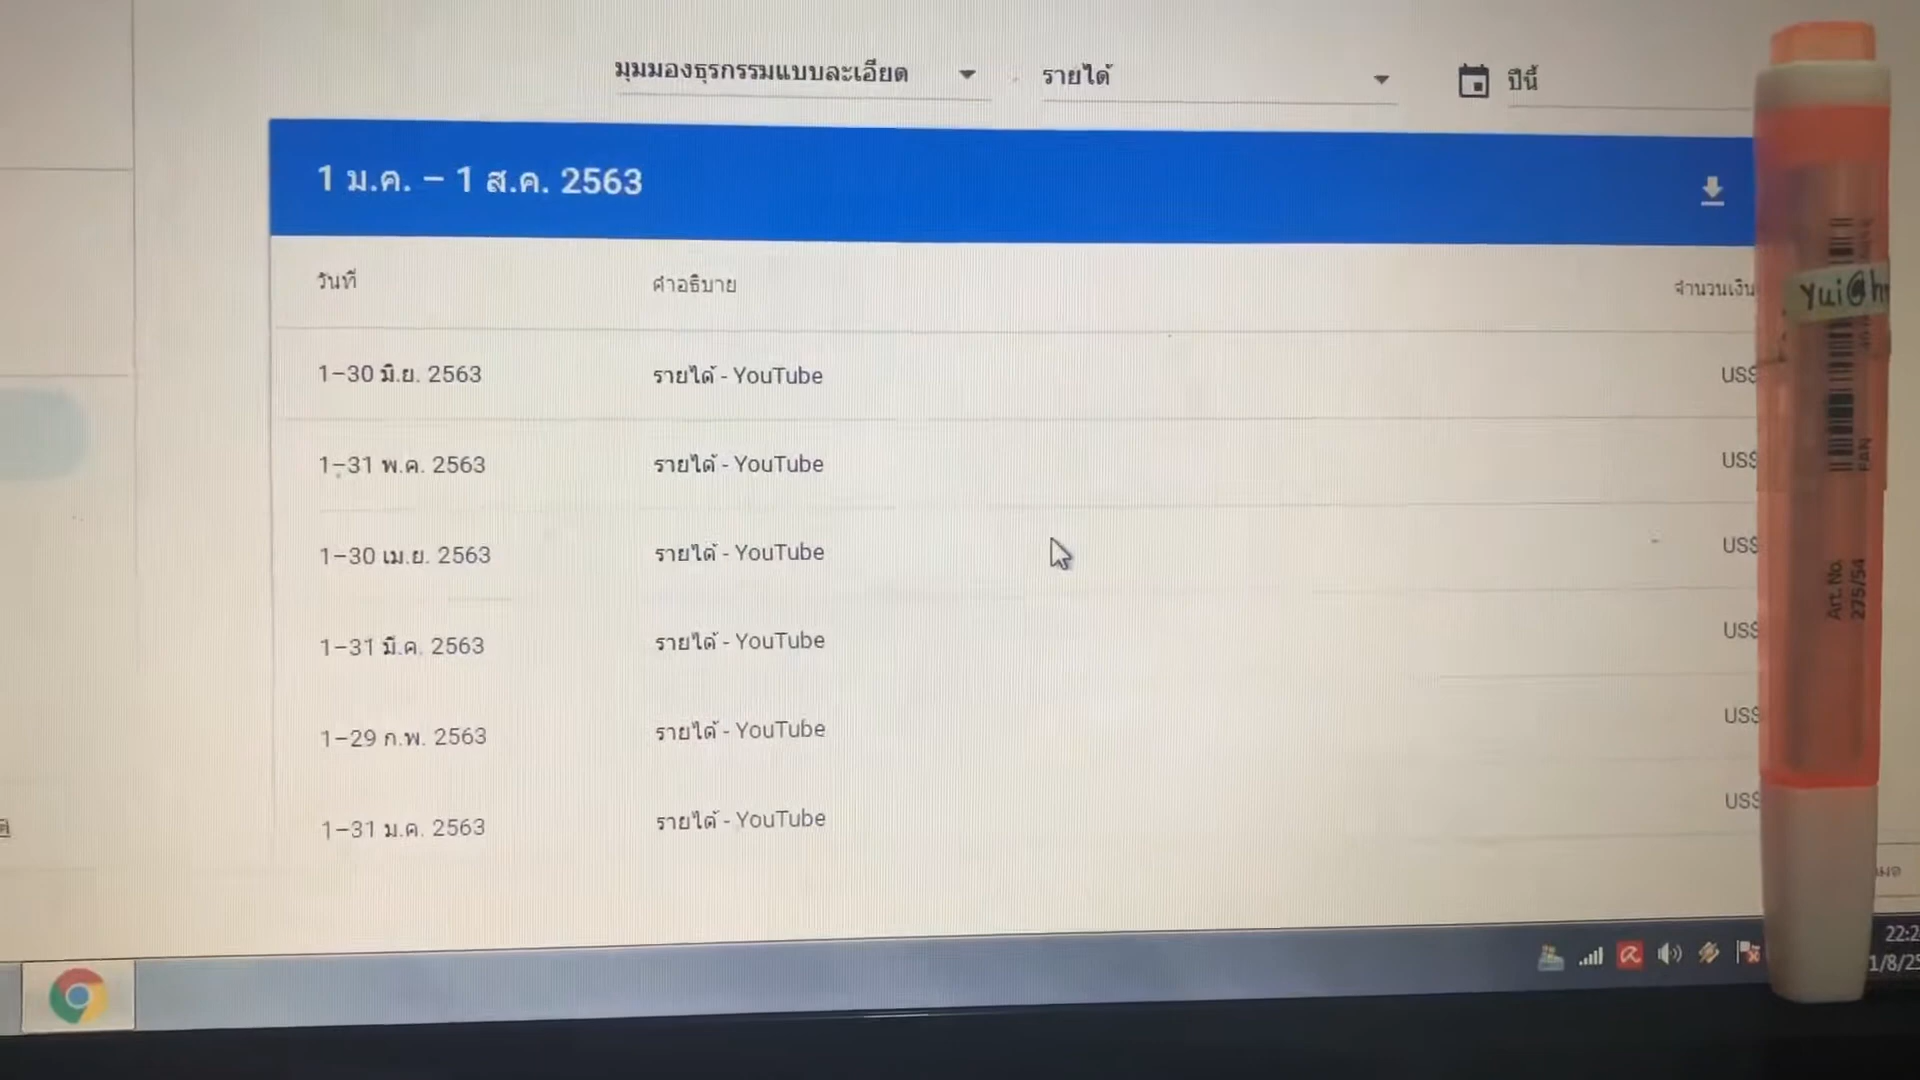 มุมมองธุรกรรมแบบละเอียด
รายได้
ปีนี้
1 ม.ค. – 1 ส.ค. 2563
วันที่
คำอธิบาย
จำนวนเงิน
1–30 มิ.ย. 2563
รายได้ - YouTube
US$
1–31 พ.ค. 2563
รายได้ - YouTube
US$
1–30 เม.ย. 2563
รายได้ - YouTube
US$
1–31 มี.ค. 2563
รายได้ - YouTube
US$
1–29 ก.พ. 2563
รายได้ - YouTube
US$
1–31 ม.ค. 2563
รายได้ - YouTube
US$
Yui@h
EAN
Art. No.
275/54
22:2
1/8/25